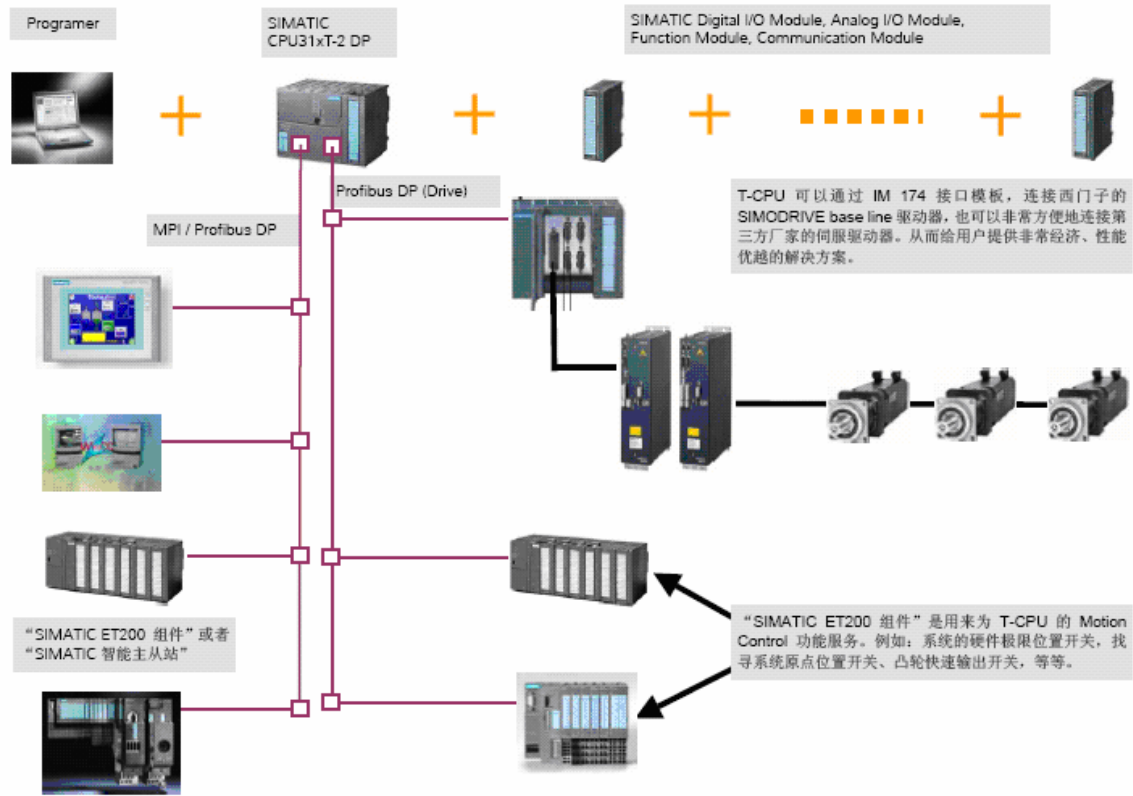 Programer
SIMATIC
CPU31xT-2 DP
SIMATIC Digital I/O Module, Analog I/O Module,
Function Module, Communication Module
Profibus DP (Drive)
MPI / Profibus DP
T-CPU 可以通过 IM 174 接口模板，连接西门子的
SIMODRIVE base line 驱动器，也可以非常方便地连接第
三方厂家的伺服驱动器。从而给用户提供非常经济、性能
优越的解决方案。
“SIMATIC ET200 组件”或者
“SIMATIC 智能主从站”
“SIMATIC ET200 组件”是用来为 T-CPU 的 Motion
Control 功能服务。例如：系统的硬件极限位置开关，找
寻系统原点位置开关、凸轮快速输出开关，等等。